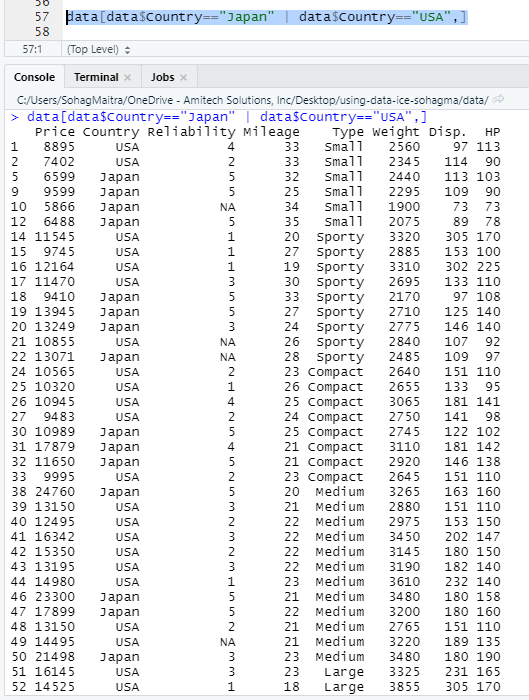 56
57 data[data$Country=="Japan" | data$Country=="USA",]
58
57:1 (Top Level)
Console Terminal × Jobs ×
C:/Users/SohagMaitra/OneDrive - Amitech Solutions, Inc/Desktop/using-data-ice-sohagma/data/
> data[data$Country=="Japan" | data$Country=="USA",]
Price Country Reliability Mileage Type Weight Disp. HP
1 8895 USA 4 33 Small 2560 97 113
2 7402 USA 2 33 Small 2345 114 90
5 6599 Japan 5 32 Small 2440 113 103
9 9599 Japan 5 25 Small 2295 109 90
10 5866 Japan NA 34 Small 1900 73 73
12 6488 Japan 5 35 Small 2075 89 78
14 11545 USA 1 20 Sporty 3320 305 170
15 9745 USA 1 27 Sporty 2885 153 100
16 12164 USA 1 19 Sporty 3310 302 225
17 11470 USA 3 30 Sporty 2695 133 110
18 9410 Japan 5 33 Sporty 2170 97 108
19 13945 Japan 5 27 Sporty 2710 125 140
20 13249 Japan 3 24 Sporty 2775 146 140
21 10855 USA NA 26 Sporty 2840 107 92
22 13071 Japan NA 28 Sporty 2485 109 97
24 10565 USA 2 23 Compact 2640 151 110
25 10320 USA 1 26 Compact 2655 133 95
26 10945 USA 4 25 Compact 3065 181 141
27 9483 USA 2 24 Compact 2750 141 98
30 10989 Japan 5 25 Compact 2745 122 102
31 17879 Japan 4 21 Compact 3110 181 142
32 11650 Japan 5 21 Compact 2920 146 138
33 9995 USA 2 23 Compact 2645 151 110
38 24760 Japan 5 20 Medium 3265 163 160
39 13150 USA 3 21 Medium 2880 151 110
40 12495 USA 2 22 Medium 2975 153 150
41 16342 USA 3 22 Medium 3450 202 147
42 15350 USA 2 22 Medium 3145 180 150
43 13195 USA 3 22 Medium 3190 182 140
44 14980 USA 1 23 Medium 3610 232 140
46 23300 Japan 5 21 Medium 3480 180 158
47 17899 Japan 5 22 Medium 3200 180 160
48 13150 USA 2 21 Medium 2765 151 110
49 14495 USA NA 21 Medium 3220 189 135
50 21498 Japan 3 23 Medium 3480 180 190
51 16145 USA 3 23 Large 3325 231 165
52 14525 USA 1 18 Large 3855 305 170